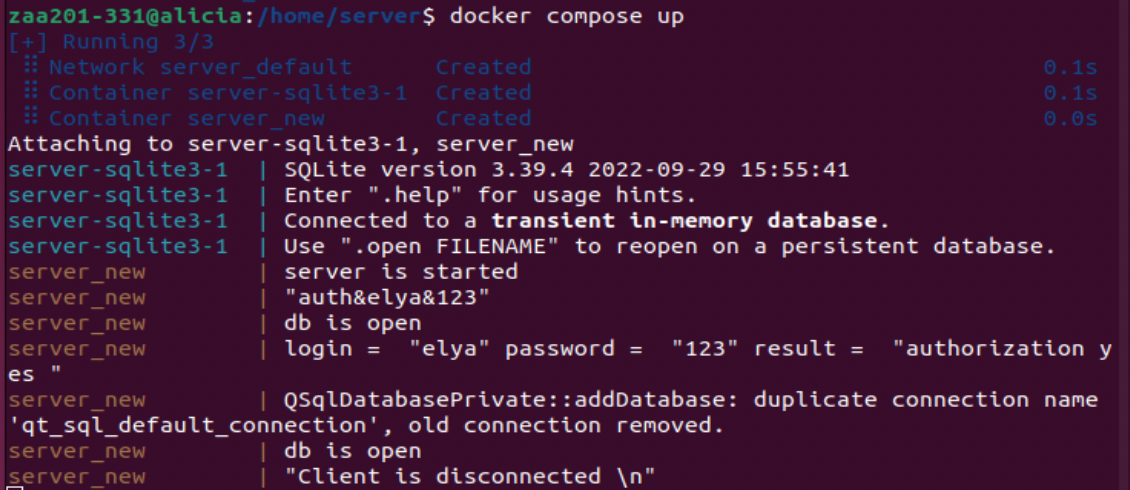 zaa201-331@alicia:/home/server$ docker compose up
[+] Running 3/3
⠿ Network server_default Created 0.1s
⠿ Container server-sqlite3-1 Created 0.1s
⠿ Container server_new Created 0.0s
Attaching to server-sqlite3-1, server_new
server-sqlite3-1 | SQLite version 3.39.4 2022-09-29 15:55:41
server-sqlite3-1 | Enter ".help" for usage hints.
server-sqlite3-1 | Connected to a transient in-memory database.
server-sqlite3-1 | Use ".open FILENAME" to reopen on a persistent database.
server_new | server is started
server_new | "auth&elya&123"
server_new | db is open
server_new | login = "elya" password = "123" result = "authorization y
es "
server_new | QSqlDatabasePrivate::addDatabase: duplicate connection name
'qt_sql_default_connection', old connection removed.
server_new | db is open
server_new | "Client is disconnected \n"